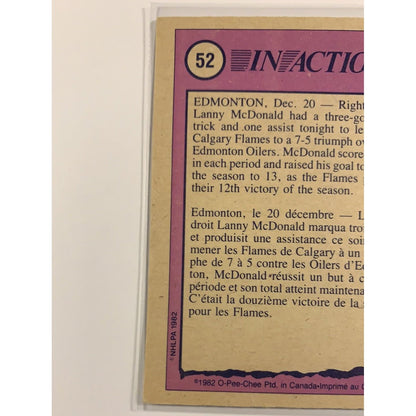 52 IN ACTIO
EDMONTON, Dec. 20 — Right
Lanny McDonald had a three-go
trick and one assist tonight to le
Calgary Flames to a 7-5 triumph ov
Edmonton Oilers. McDonald score
in each period and raised his goal to
the season to 13, as the Flames
their 12th victory of the season.
Edmonton, le 20 décembre — L
droit Lanny McDonald marqua tro
et produisit une assistance ce soi
mener les Flames de Calgary à un
phe de 7 à 5 contre les Oilers d'Ed
ton, McDonald réussit un but à c
période et son total atteint maintena
C'était la douzième victoire de la
pour les Flames.
© NHLPA 1982
©1982 O-Pee-Chee Ptd. in Canada-Imprimé au C